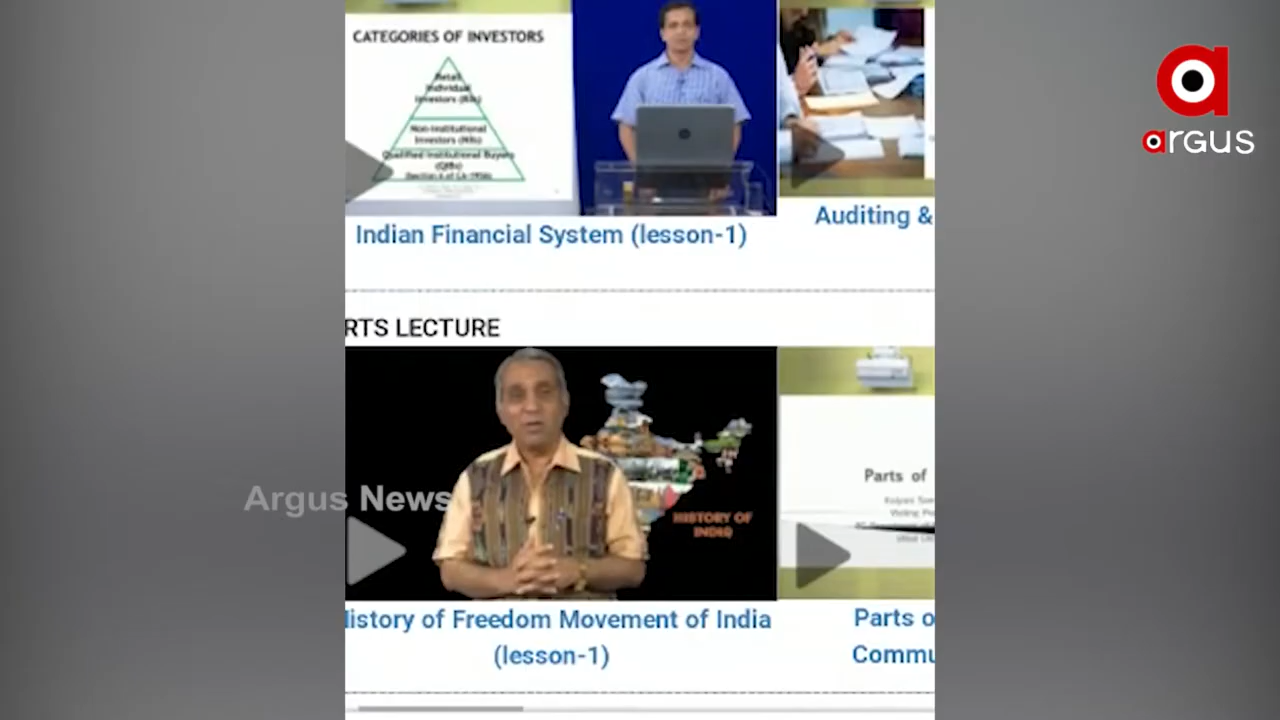 CATEGORIES OF INVESTORS
Retail
Individual
Investors (RIIs)
Non-Institutional
Investors (NIIs)
Qualified Institutional Buyers
(QIBs)
argus
Indian Financial System (lesson-1)
Auditing &
RTS LECTURE
HISTORY OF
INDIA
Parts of
Argus News
istory of Freedom Movement of India
(lesson-1)
Parts o
Commu